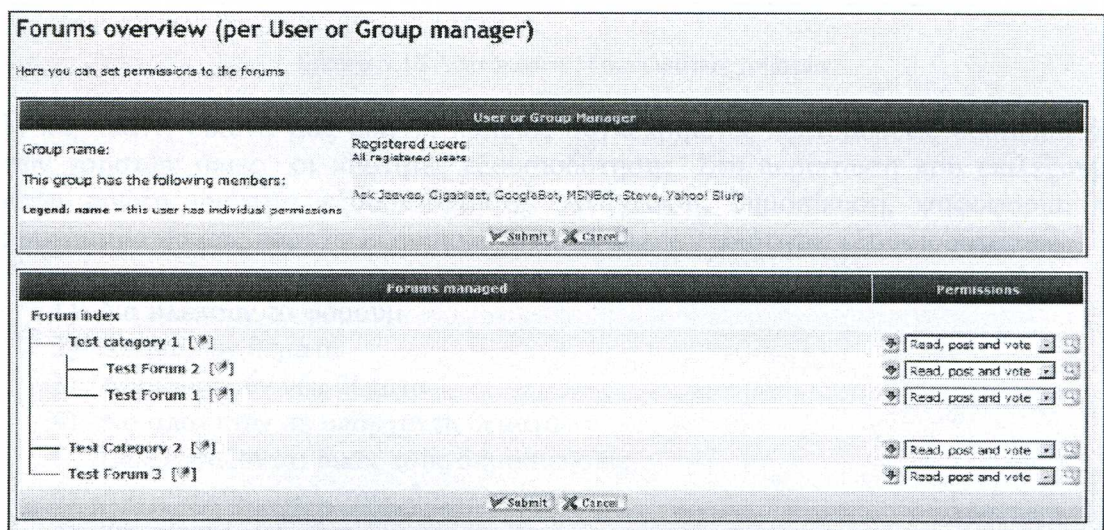 Forums overview (per User or Group manager)
Here you can set permissions to the forums
User or Group Manager
Group name: Registered users
All registered users
This group has the following members:
Ask Jeeves, Gigablast, GoogleBot, MSNBot, Steve, Yahoo! Slurp
Legend: name - this user has individual permissions
Submit Cancel
Forums managed Permissions
Forum index
Test category 1 Read, post and vote
Test Forum 2 Read, post and vote
Test Forum 1 Read, post and vote
Test Category 2 Read, post and vote
Test Forum 3 Read, post and vote
Submit Cancel